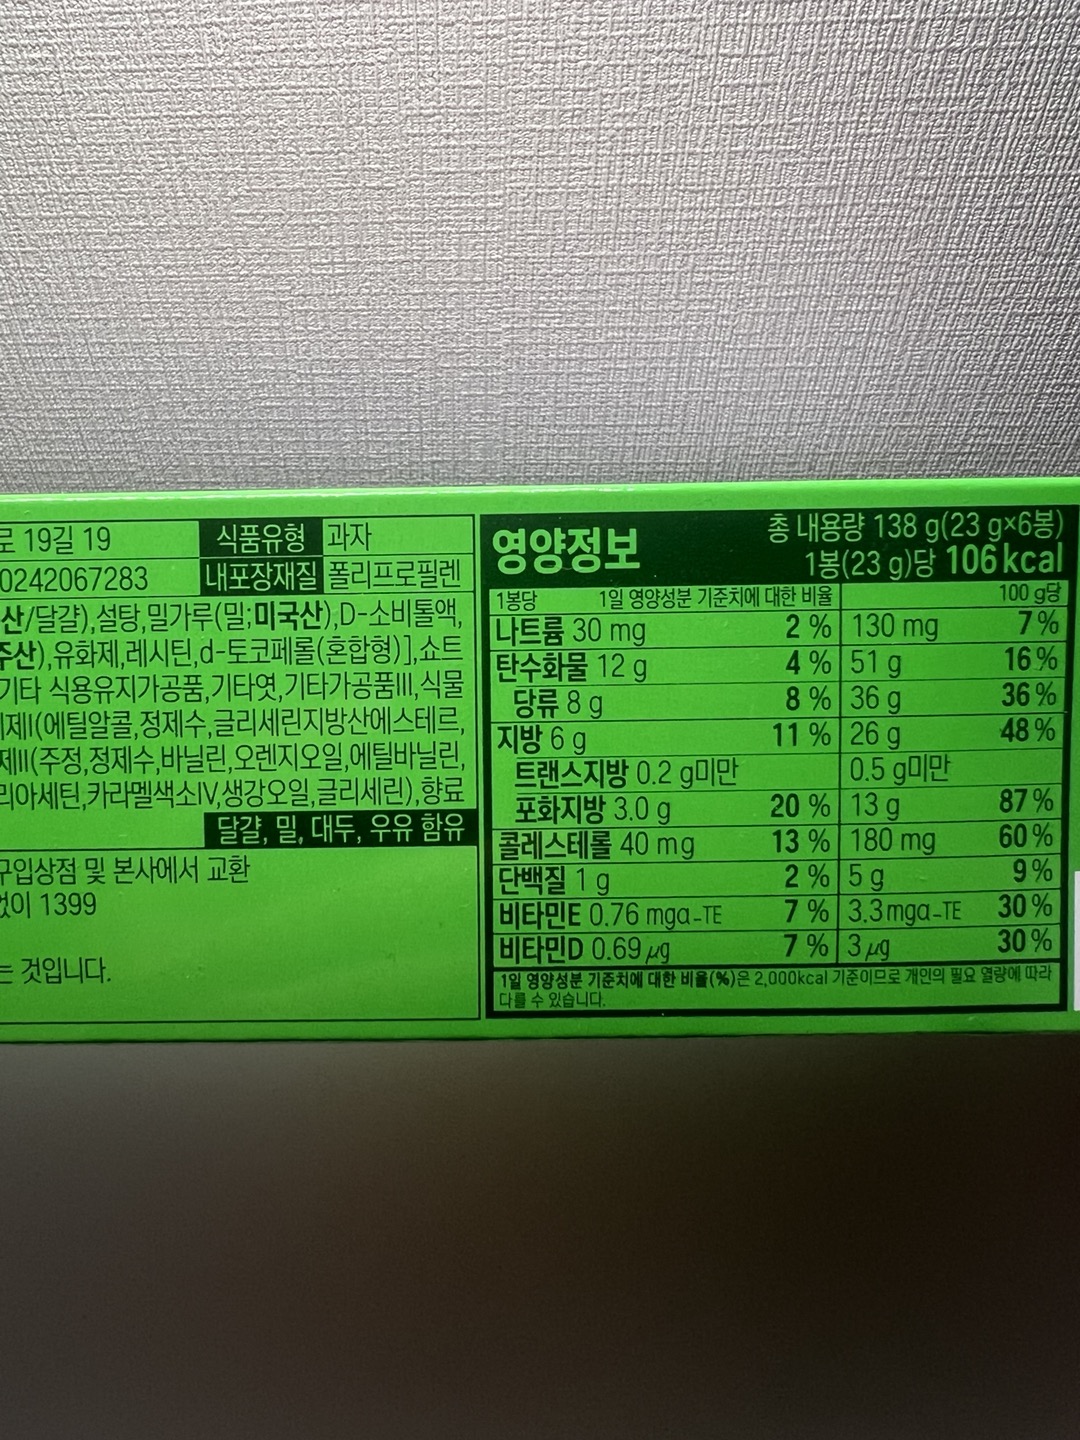 로 19길 19
식품유형 과자
0242067283
내포장재질 폴리프로필렌
산/달걀),설탕,밀가루(밀;미국산),D-소비톨액,
주산),유화제,레시틴,d-토코페롤(혼합형)],쇼트
기타 식용유지가공품,기타엿,기타가공품III,식물
제I(에틸알콜,정제수,글리세린지방산에스테르,
제II(주정,정제수,바닐린,오렌지오일,에틸바닐린,
리아세틴,카라멜색소IV,생강오일,글리세린),향료
달걀, 밀, 대두, 우유 함유
구입상점 및 본사에서 교환
없이 1399
는 것입니다.
영양정보
총 내용량 138 g(23 g×6봉)
1봉(23 g)당 106 kcal
1봉당 1일 영양성분 기준치에 대한 비율 100 g당
나트륨 30 mg 2 % 130 mg 7 %
탄수화물 12 g 4 % 51 g 16 %
당류 8 g 8 % 36 g 36 %
지방 6 g 11 % 26 g 48 %
트랜스지방 0.2 g미만 0.5 g미만
포화지방 3.0 g 20 % 13 g 87 %
콜레스테롤 40 mg 13 % 180 mg 60 %
단백질 1 g 2 % 5 g 9 %
비타민E 0.76 mgα-TE 7 % 3.3 mgα-TE 30 %
비타민D 0.69 μg 7 % 3 μg 30 %
1일 영양성분 기준치에 대한 비율(%)은 2,000kcal 기준이므로 개인의 필요 열량에 따라
다를 수 있습니다.